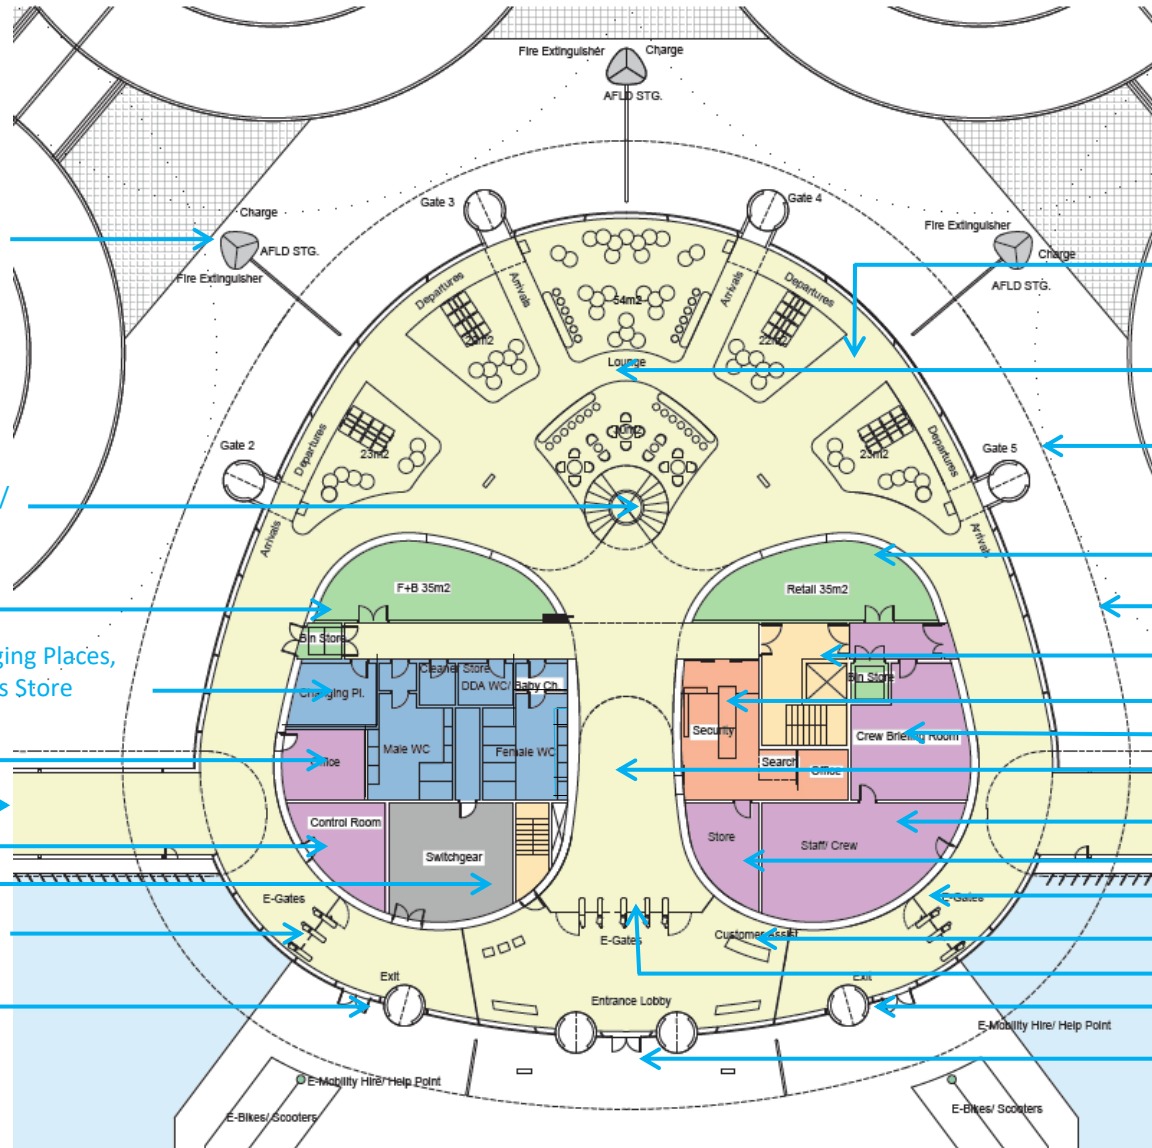 Fire Extinguisher
Charge
AFLD STG.
Gate 3
Gate 4
Charge
AFLD STG.
Fire Extinguisher
Fire Extinguisher
Charge
AFLD STG.
Departures
Arrivals
54m2
Arrivals
Departures
22m2
Lounge
Gate 2
Departures
23m2
23m2
Departures
Gate 5
Arrivals
Arrivals
/
F+B 35m2
Retail 35m2
Bin Store
ging Places,
s Store
Cleaner Store
DDA WC/ Baby Ch.
Changing Pl.
Bin Store
Male WC
Female WC
Security
Crew Briefing Room
Office
Search
Office
Control Room
Switchgear
Store
Staff/ Crew
E-Gates
E-Gates
E-Gates
Customer Assist
Exit
Exit
Entrance Lobby
E-Mobility Hire/ Help Point
E-Mobility Hire/ Help Point
E-Bikes/ Scooters
E-Bikes/ Scooters